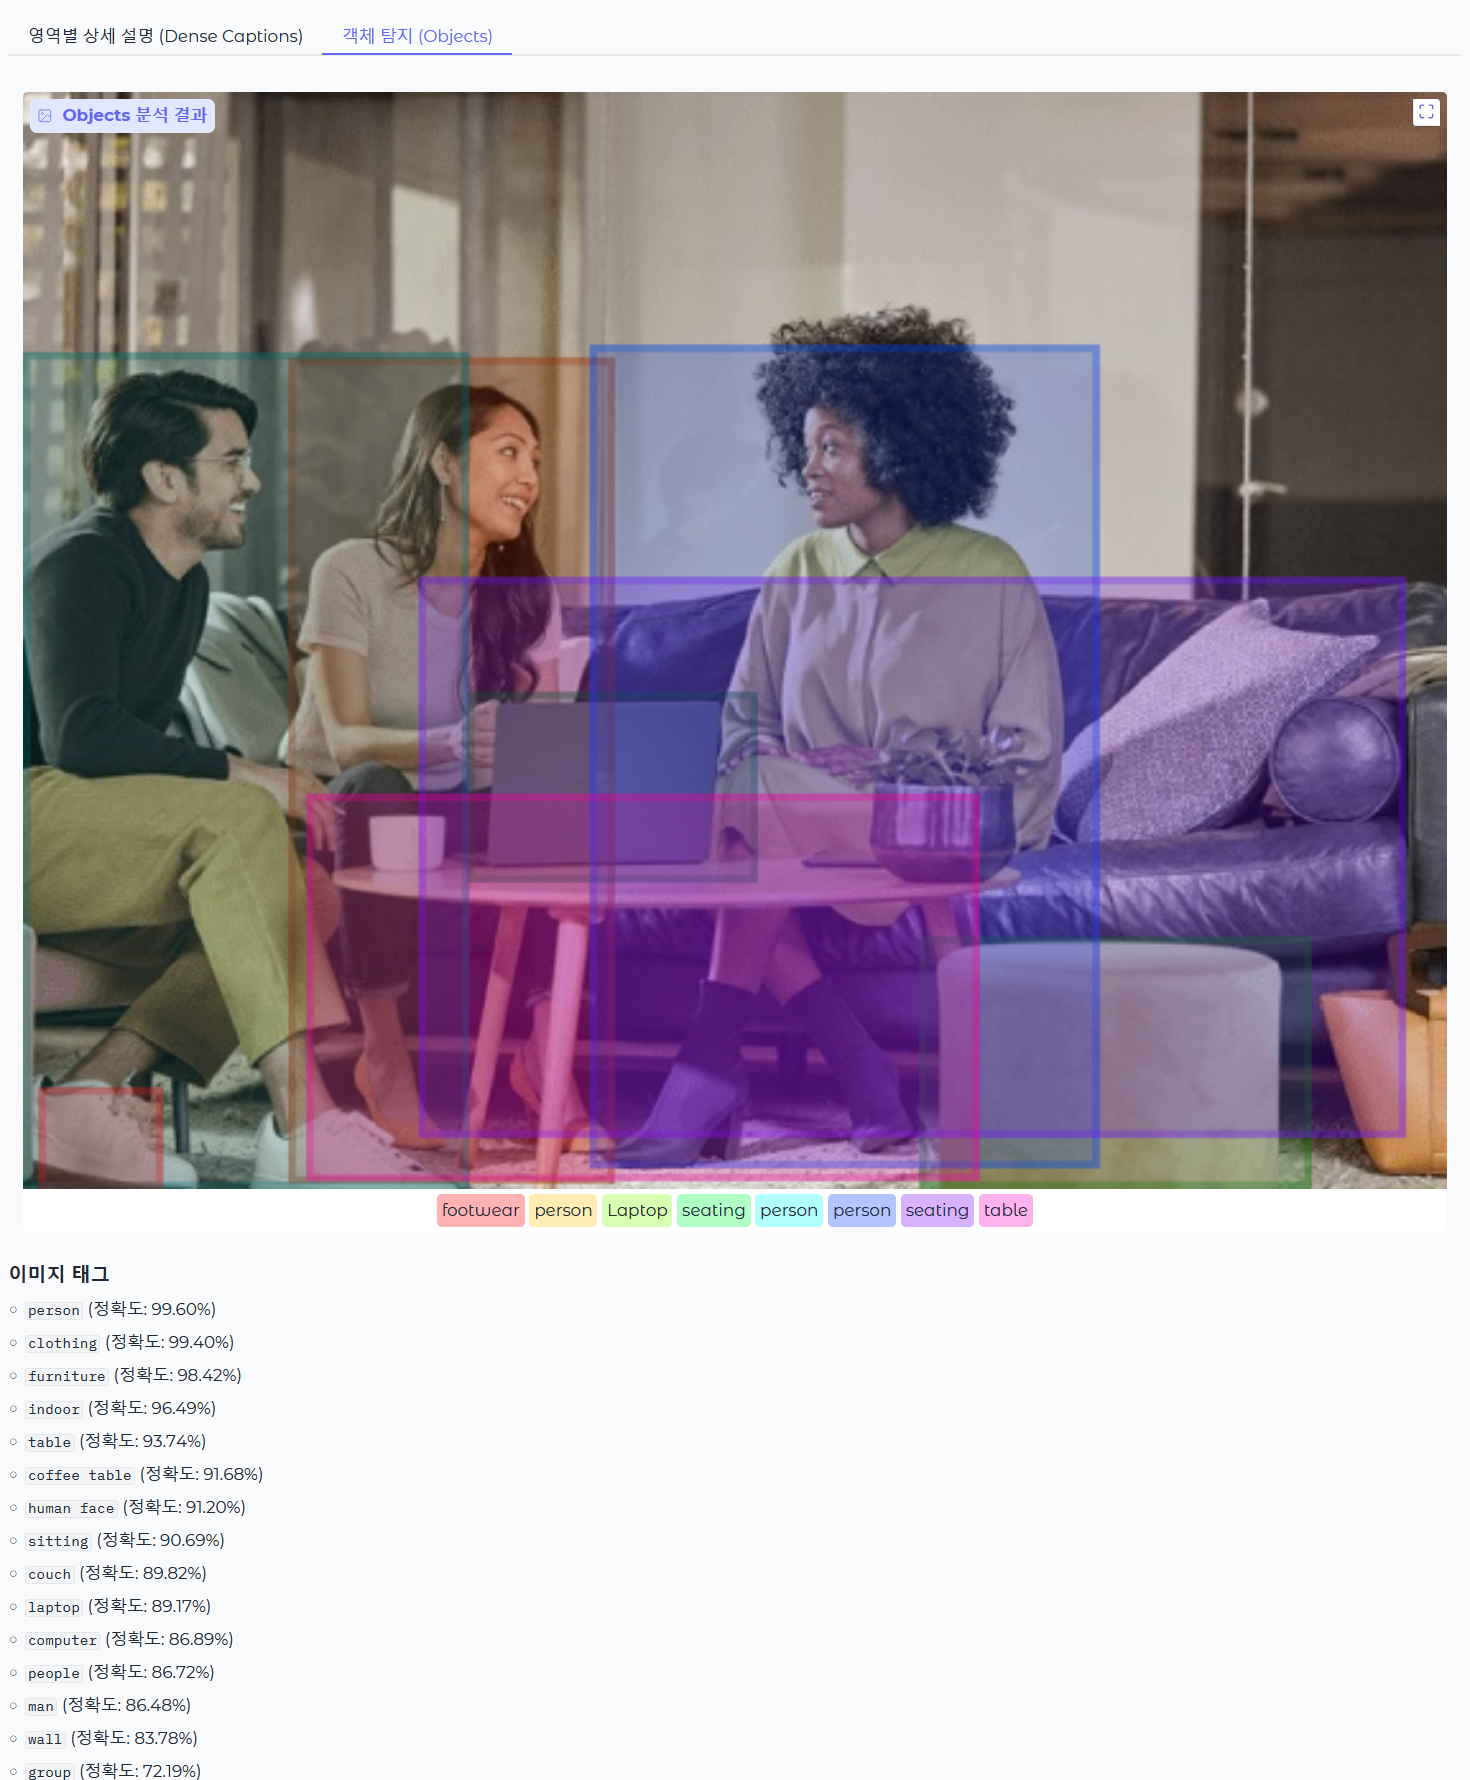 영역별 상세 설명 (Dense Captions) 객체 탐지 (Objects)
Objects 분석 결과
footwear person Laptop seating person person seating table
이미지 태그
person (정확도: 99.60%)
clothing (정확도: 99.40%)
furniture (정확도: 98.42%)
indoor (정확도: 96.49%)
table (정확도: 93.74%)
coffee table (정확도: 91.68%)
human face (정확도: 91.20%)
sitting (정확도: 90.69%)
couch (정확도: 89.82%)
laptop (정확도: 89.17%)
computer (정확도: 86.89%)
people (정확도: 86.72%)
man (정확도: 86.48%)
wall (정확도: 83.78%)
group (정확도: 72.19%)